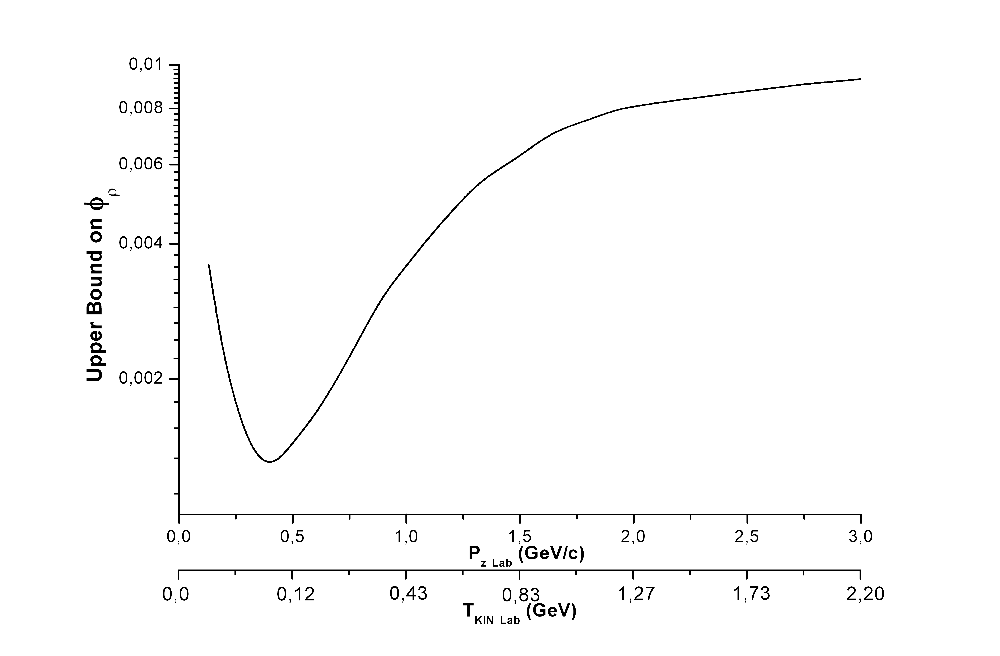 0,01
0,008
0,006
0,004
0,002
Upper Bound on ϕρ
0,0 0,5 1,0 1,5 2,0 2,5 3,0
Pz Lab (GeV/c)
0,0 0,12 0,43 0,83 1,27 1,73 2,20
TKIN Lab (GeV)